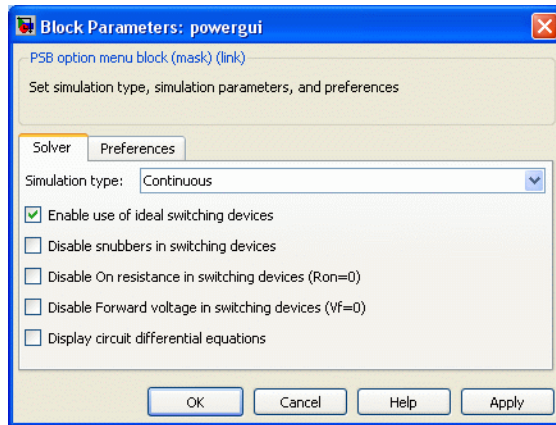 Block Parameters: powergui
PSB option menu block (mask) (link)
Set simulation type, simulation parameters, and preferences
Solver Preferences
Simulation type: Continuous
Enable use of ideal switching devices
Disable snubbers in switching devices
Disable On resistance in switching devices (Ron=0)
Disable Forward voltage in switching devices (Vf=0)
Display circuit differential equations
OK Cancel Help Apply